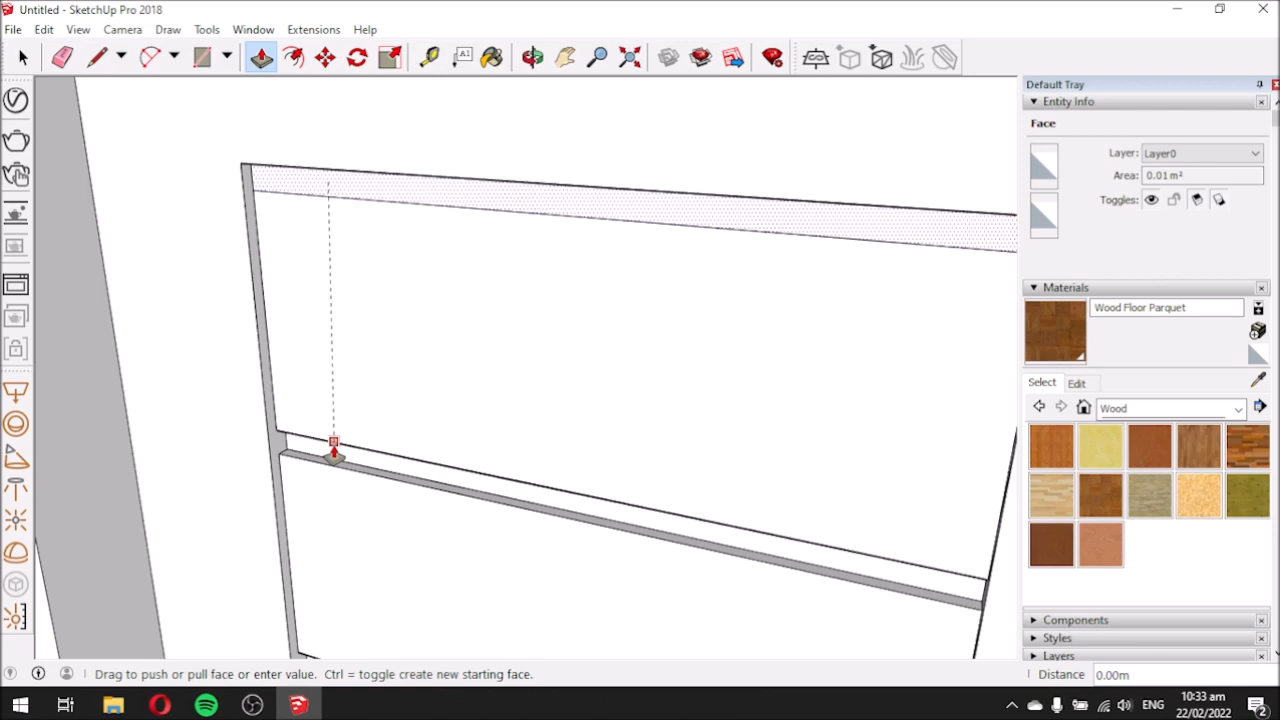 Untitled - SketchUp Pro 2018
File Edit View Camera Draw Tools Window Extensions Help
A1
Default Tray
Entity Info
Face
Layer: Layer0
Area: 0.01 m²
Toggles:
Materials
Wood Floor Parquet
Select Edit
Wood
Components
Styles
Layers
Drag to push or pull face or enter value. Ctrl = toggle create new starting face.
Distance 0.00m
ENG
10:33 am
22/02/2022
2